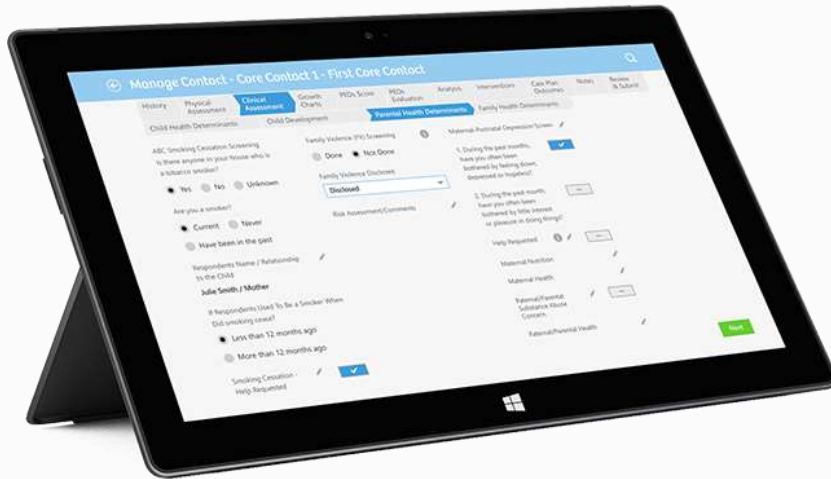 Manage Contact - Core Contact 1 - First Core Contact
History
Physical
Assessment
Clinical
Assessment
Growth
Charts
PEDs Score
PEDs
Evaluation
Analysis
Interventions
Care Plan
Outcomes
Notes
Review
& Submit
Child Health Determinants
Child Development
Parental Health Determinants
Family Health Determinants
ABC Smoking Cessation Screening
Is there anyone in your house who is
a tobacco smoker?
Yes
No
Unknown
Are you a smoker?
Current
Never
Have been in the past
Respondents Name / Relationship
to the Child
Julie Smith / Mother
If Respondents Used To Be a Smoker When
Did smoking cease?
Less than 12 months ago
More than 12 months ago
Smoking Cessation -
Help Requested
Family Violence (FV) Screening
Done
Not Done
Family Violence Disclosed
Disclosed
Risk Assessment/Comments
Maternal Postnatal Depression Screen
1. During the past months,
have you often been
bothered by feeling down,
depressed or hopeless?
2. During the past month,
have you often been
bothered by little interest
or pleasure in doing things?
Help Requested
Maternal Nutrition
Maternal Health
Paternal/Parental
Substance Abuse
Concern
Paternal/Parental Health
Next